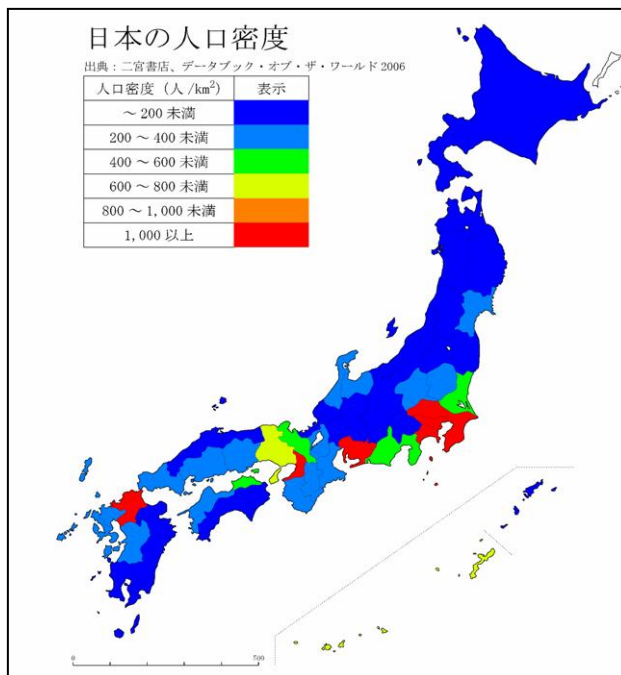 日本の人口密度
出典：二宮書店、データブック・オブ・ザ・ワールド 2006
人口密度（人/km²） 表示
～200 未満
200～400 未満
400～600 未満
600～800 未満
800～1,000 未満
1,000 以上
0 500